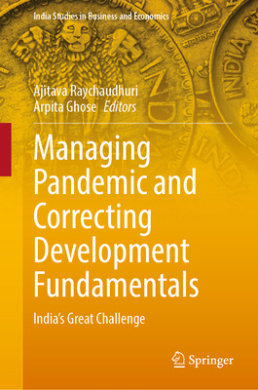 India Studies in Business and Economics
Ajitava Raychaudhuri
Arpita Ghose Editors
Managing
Pandemic and
Correcting
Development
Fundamentals
India's Great Challenge
Springer